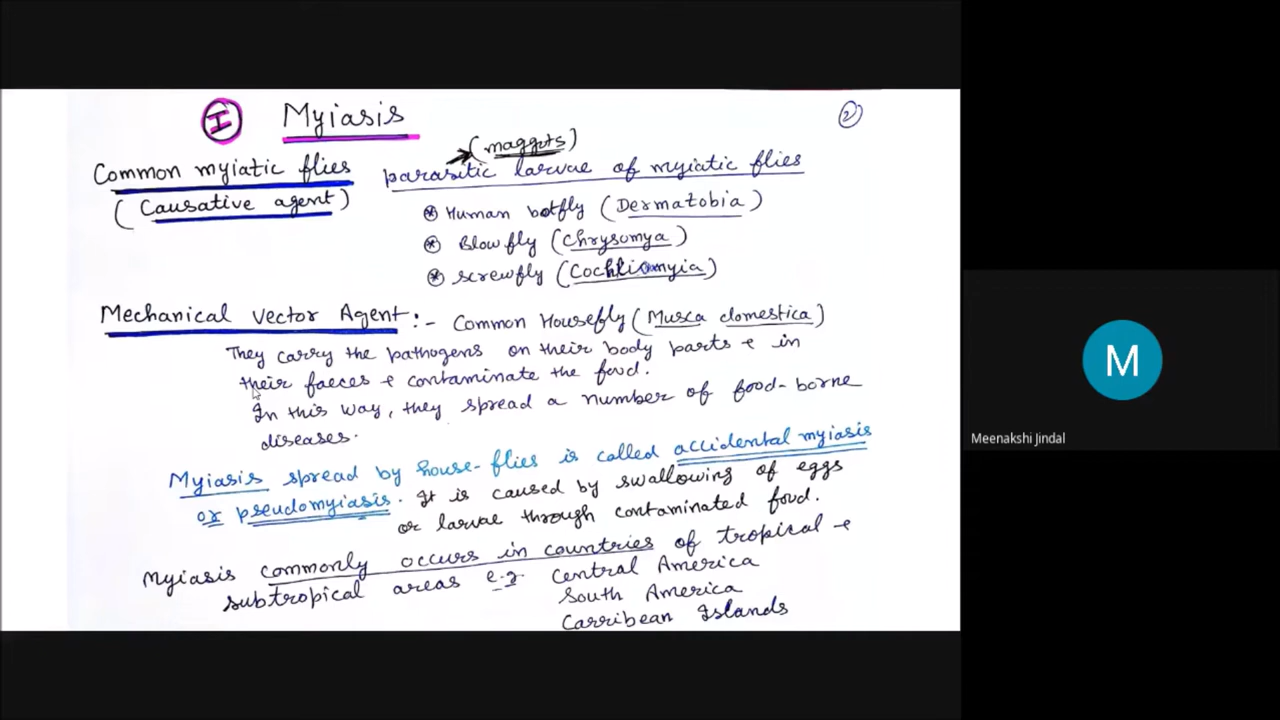 I Myiasis
2
(maggots)
Common myiatic flies parasitic larvae of myiatic flies
(Causative agent)
* Human botfly (Dermatobia)
* Blowfly (Chrysomya)
* Screwfly (Cochliomyia)
Mechanical vector Agent :- Common Housefly (Musca domestica)
They carry the pathogens on their body parts & in
their faeces & contaminate the food.
In this way, they spread a number of food-borne
diseases.
Myiasis spread by house-flies is called accidental myiasis
or pseudomyiasis. It is caused by swallowing of eggs
or larvae through contaminated food.
Myiasis commonly occurs in countries of tropical &
subtropical areas e.g. Central America
South America
Carribean Islands
M
Meenakshi Jindal